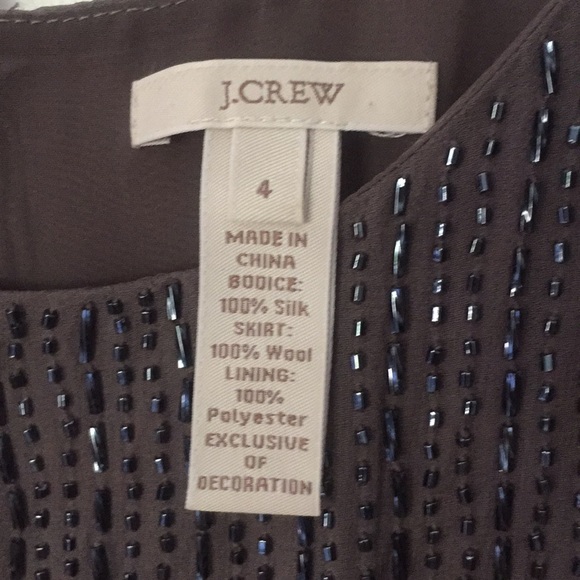 J.CREW
4
MADE IN
CHINA
BODICE:
100% Silk
SKIRT:
100% Wool
LINING:
100%
Polyester
EXCLUSIVE
OF
DECORATION